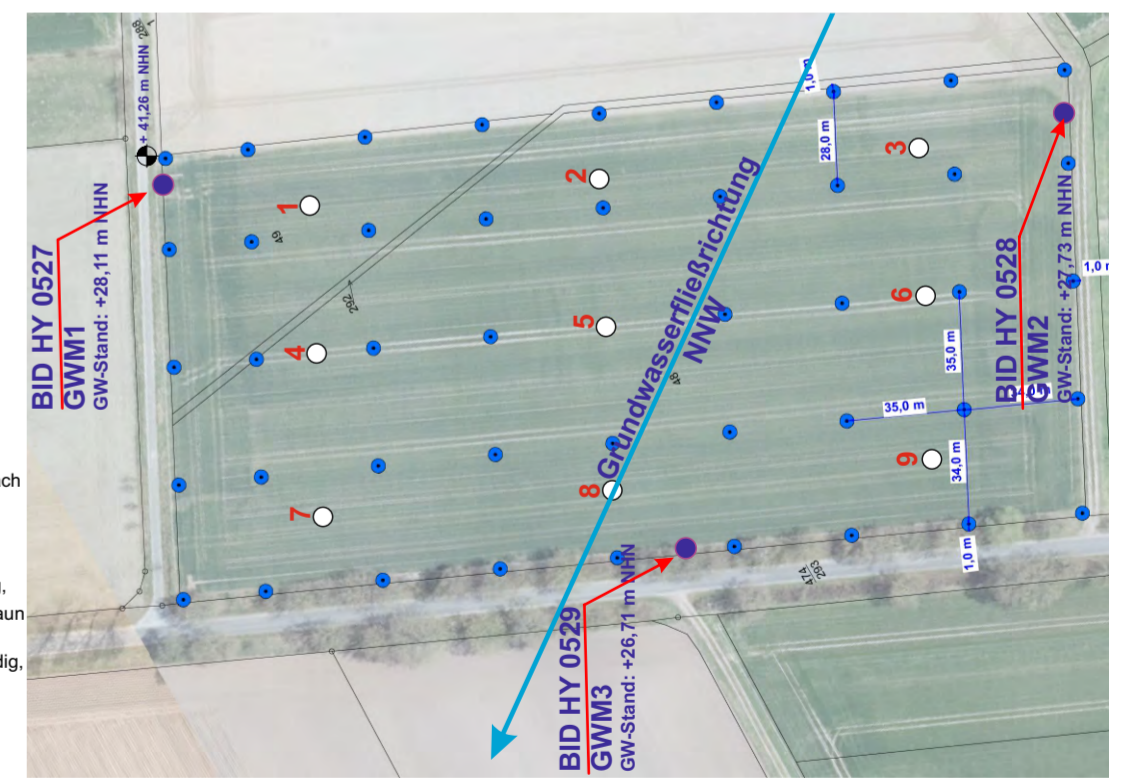 288
+ 41,26 m NHN
BID HY 0527
GWM1
GW-Stand: +28,11 m NHN
1
49
292
2
3
1,0 m
28,0 m
Grundwasserfließrichtung
NNW
48
4
5
6
BID HY 0528
GWM2
GW-Stand: +27,73 m NHN
1,0 m
35,0 m
35,0 m
34,0 m
7
8
9
1,0 m
BID HY 0529
GWM3
GW-Stand: +26,71 m NHN
474
293
ach
,
aun
dig,